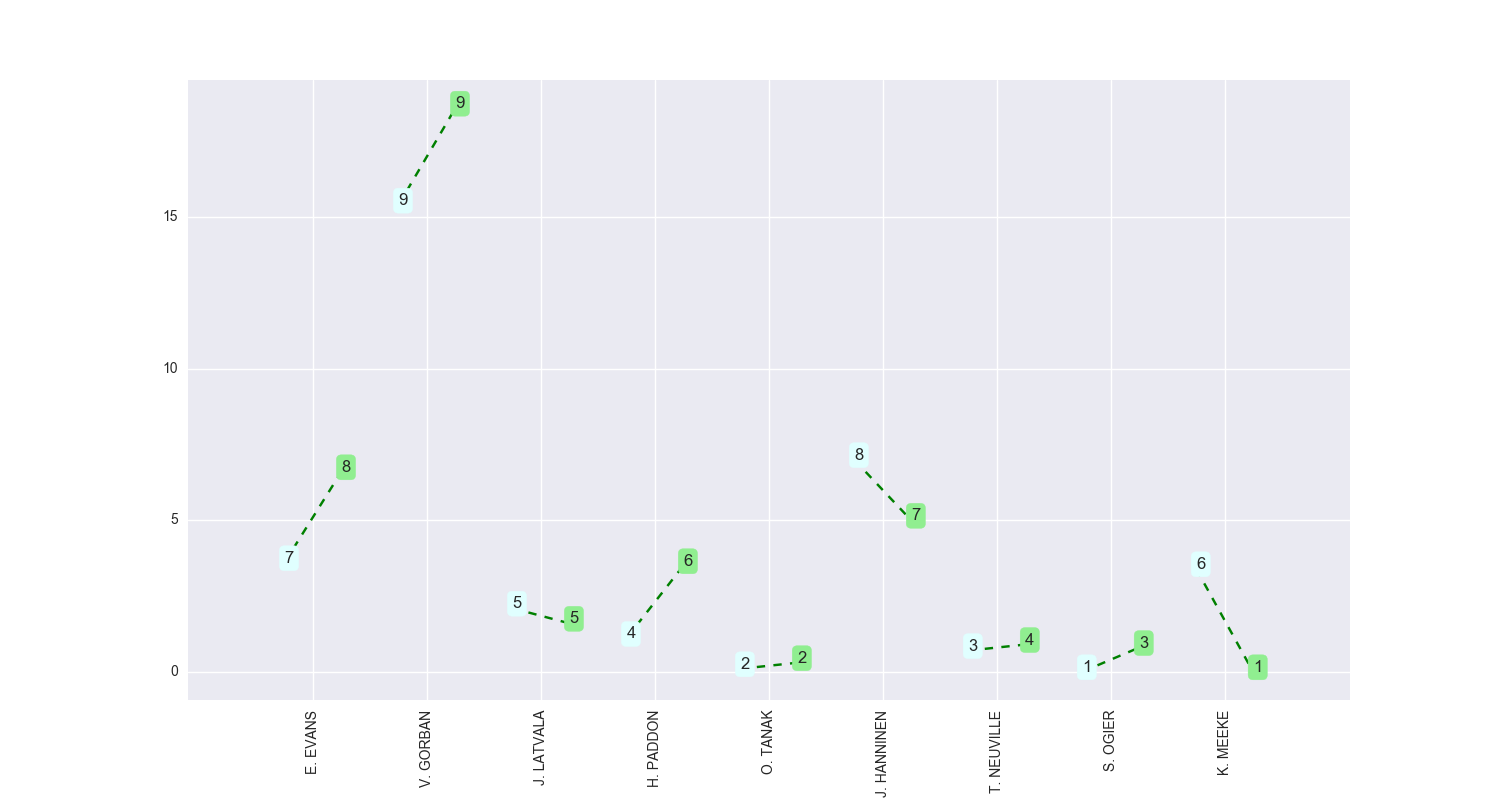 9
9
15
10
8
8
7
7
5
6
6
5
5
4
2
2
3
4
1
3
1
0
E. EVANS
V. GORBAN
J. LATVALA
H. PADDON
O. TANAK
J. HANNINEN
T. NEUVILLE
S. OGIER
K. MEEKE